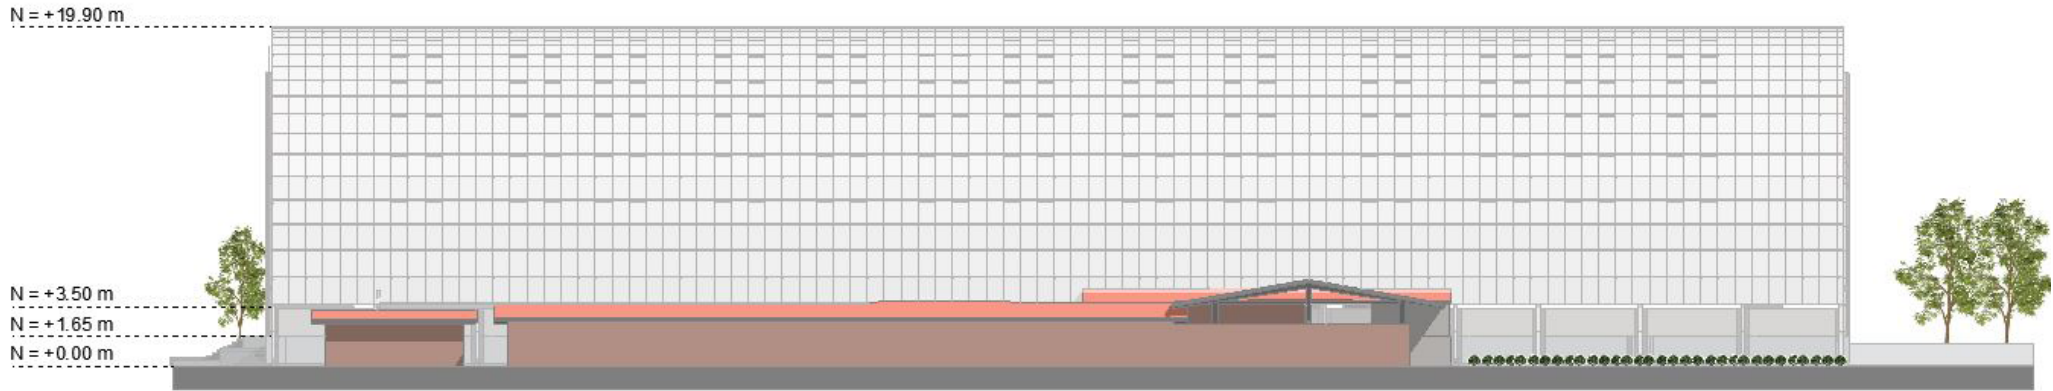 N = +19.90 m
N = +3.50 m
N = +1.65 m
N = +0.00 m